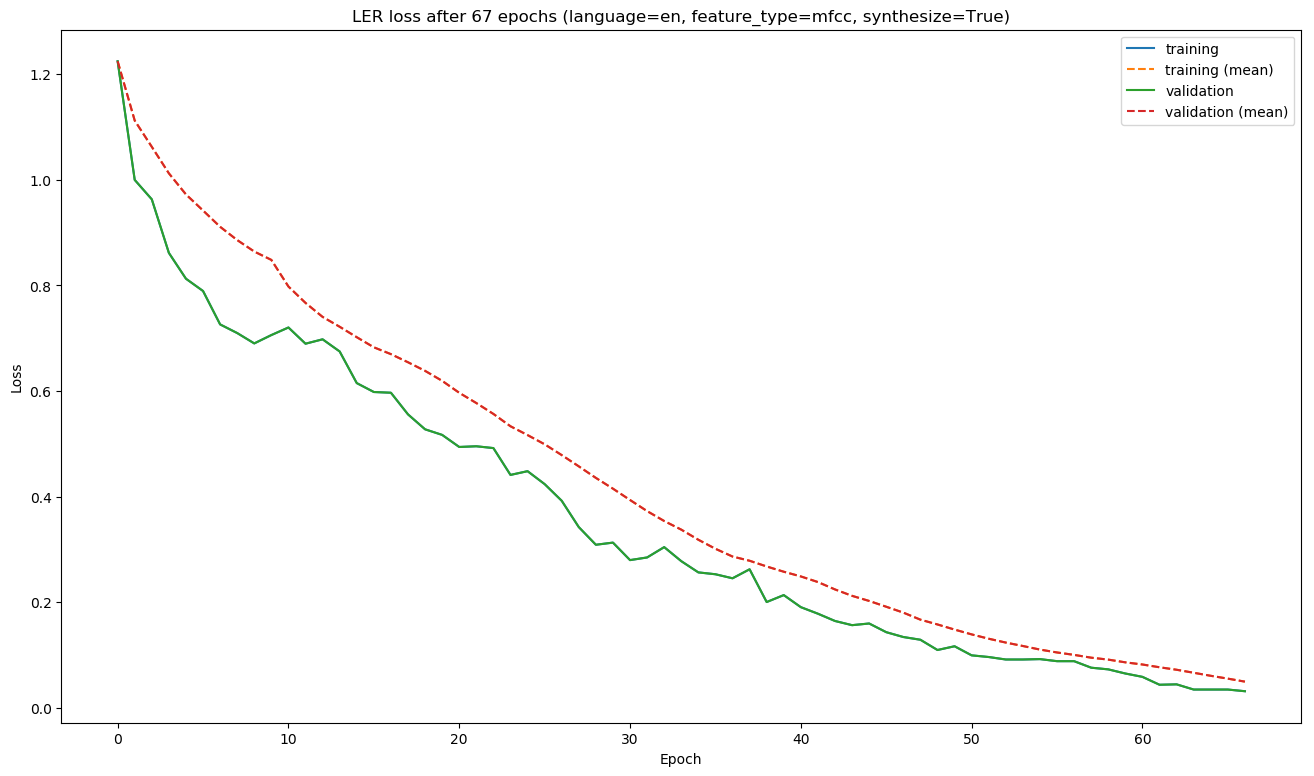 LER loss after 67 epochs (language=en, feature_type=mfcc, synthesize=True)
training
training (mean)
validation
validation (mean)
Loss
1.2
1.0
0.8
0.6
0.4
0.2
0.0
0 10 20 30 40 50 60
Epoch